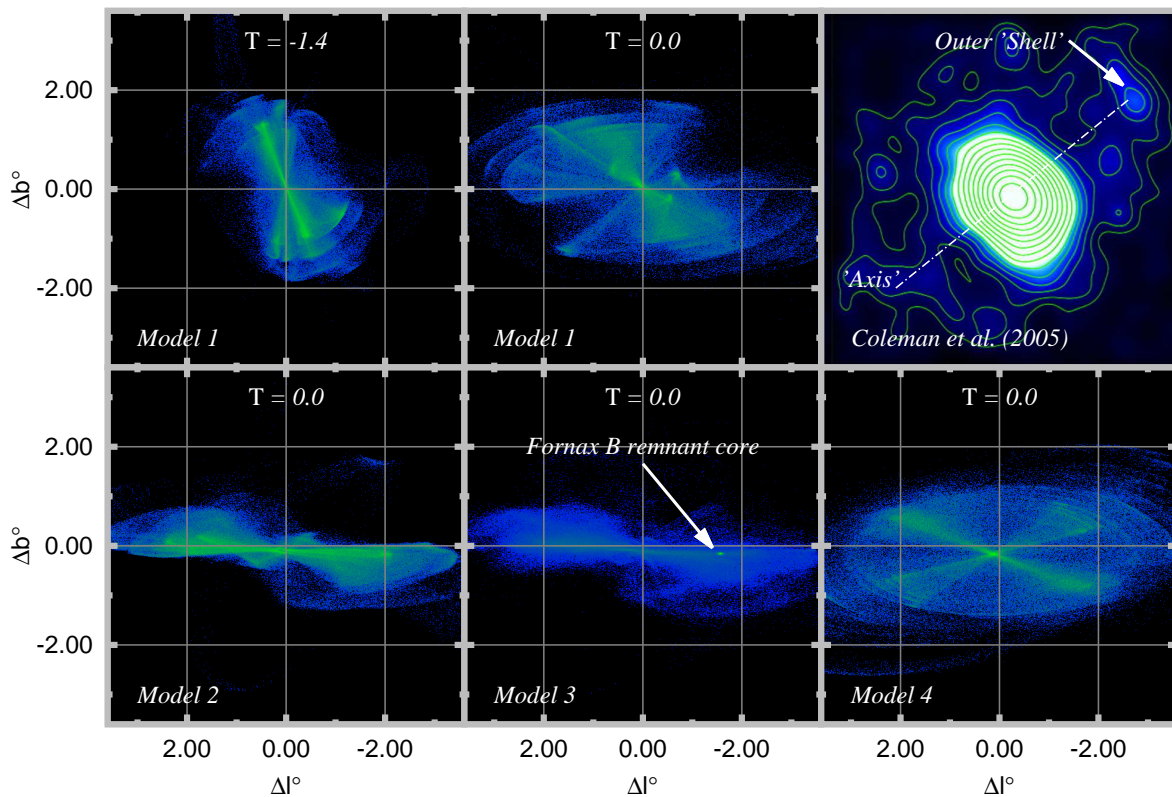 T = -1.4
T = 0.0
Outer 'Shell'
2.00
Δb°
0.00
'Axis'
-2.00
Model 1
Model 1
Coleman et al. (2005)
T = 0.0
T = 0.0
T = 0.0
2.00
Fornax B remnant core
Δb°
0.00
-2.00
Model 2
Model 3
Model 4
2.00 0.00 -2.00
2.00 0.00 -2.00
2.00 0.00 -2.00
Δl°
Δl°
Δl°